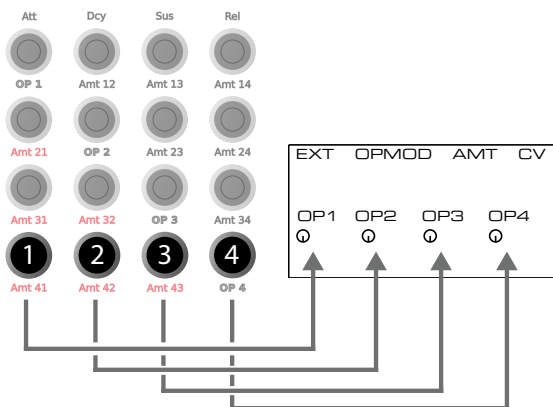 Att Dcy Sus Rel
OP 1 Amt 12 Amt 13 Amt 14
Amt 21 OP 2 Amt 23 Amt 24
Amt 31 Amt 32 OP 3 Amt 34
1 2 3 4
Amt 41 Amt 42 Amt 43 OP 4
EXT OPMOD AMT CV
OP1 OP2 OP3 OP4